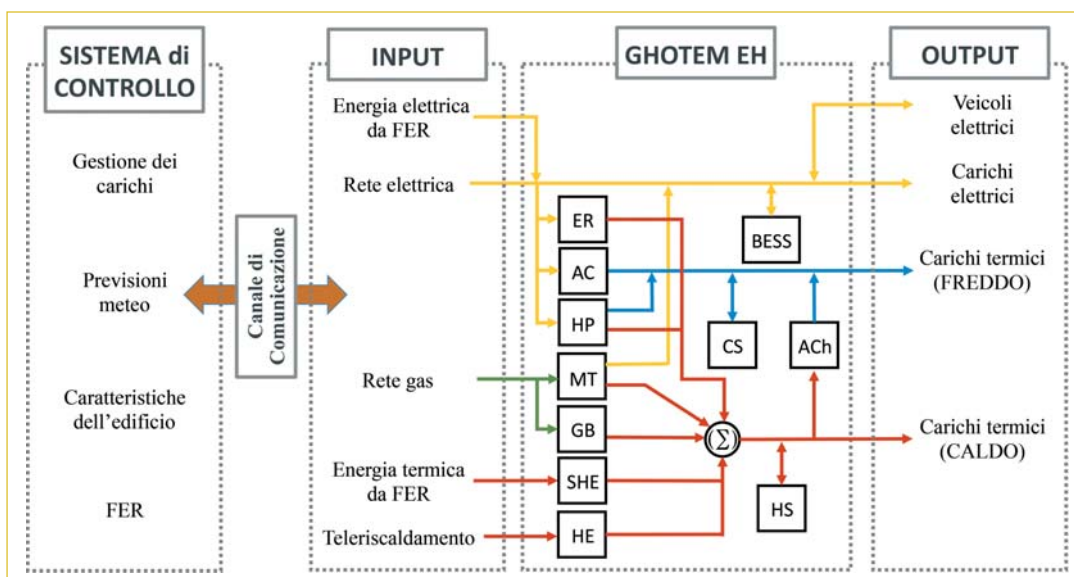 SISTEMA di
CONTROLLO
Gestione dei
carichi
Previsioni
meteo
Caratteristiche
dell'edificio
FER
Canale di
Comunicazione
INPUT
Energia elettrica
da FER
Rete elettrica
Rete gas
Energia termica
da FER
Teleriscaldamento
GHOTEM EH
ER
AC
HP
MT
GB
SHE
HE
BESS
CS
ACh
(Σ)
HS
OUTPUT
Veicoli
elettrici
Carichi
elettrici
Carichi termici
(FREDDO)
Carichi termici
(CALDO)